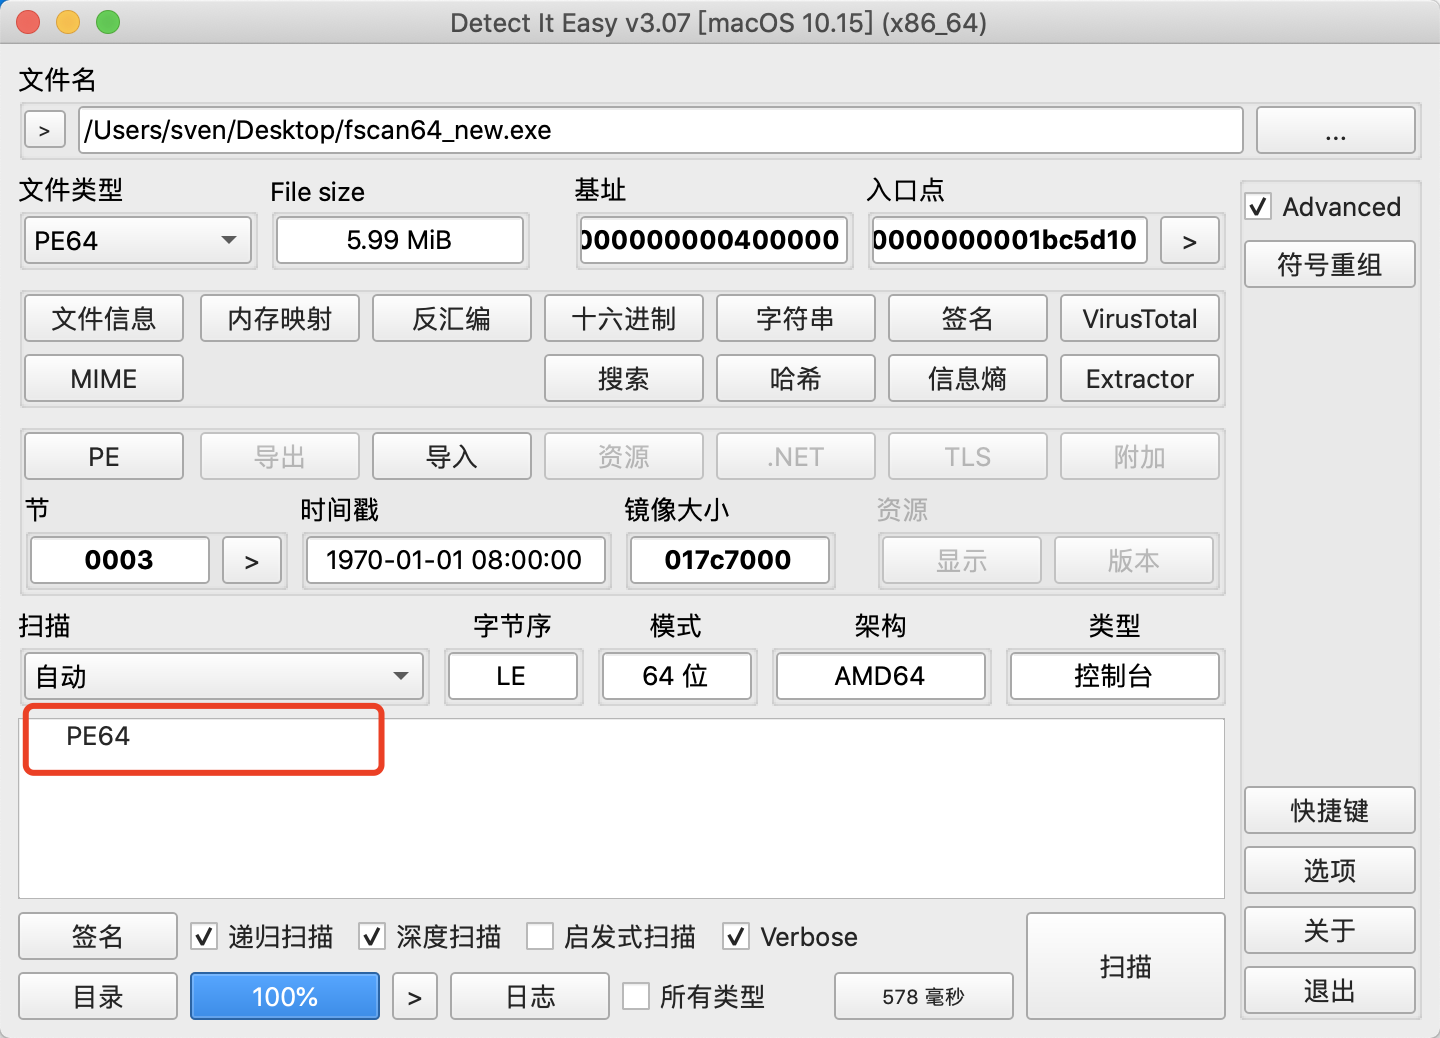 Detect It Easy v3.07 [macOS 10.15] (x86_64)
文件名
> /Users/sven/Desktop/fscan64_new.exe ...
文件类型 File size 基址 入口点
PE64 5.99 MiB 000000000400000 0000000001bc5d10 >
Advanced
符号重组
文件信息 内存映射 反汇编 十六进制 字符串 签名 VirusTotal
MIME 搜索 哈希 信息熵 Extractor
PE 导出 导入 资源 .NET TLS 附加
节 时间戳 镜像大小 资源
0003 > 1970-01-01 08:00:00 017c7000 显示 版本
扫描 字节序 模式 架构 类型
自动 LE 64 位 AMD64 控制台
PE64
快捷键
选项
关于
退出
签名 递归扫描 深度扫描 启发式扫描 Verbose
扫描
目录 100% > 日志 所有类型 578 毫秒